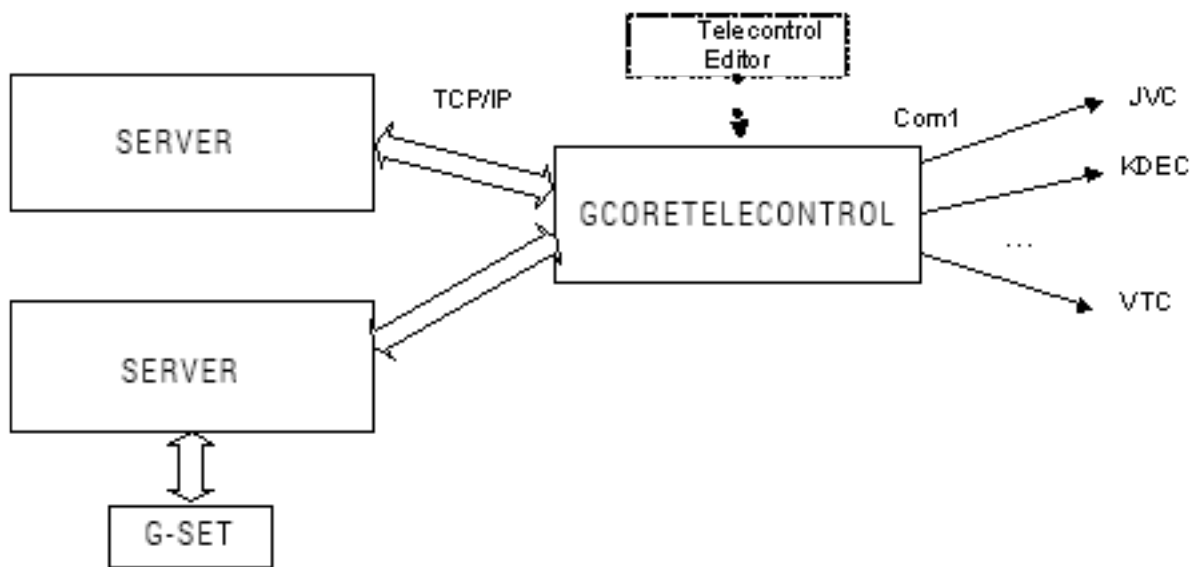 Telecontrol
Editor
TCP/IP
SERVER
Com1
JVC
KDEC
GCORETELECONTROL
...
VTC
SERVER
G-SET